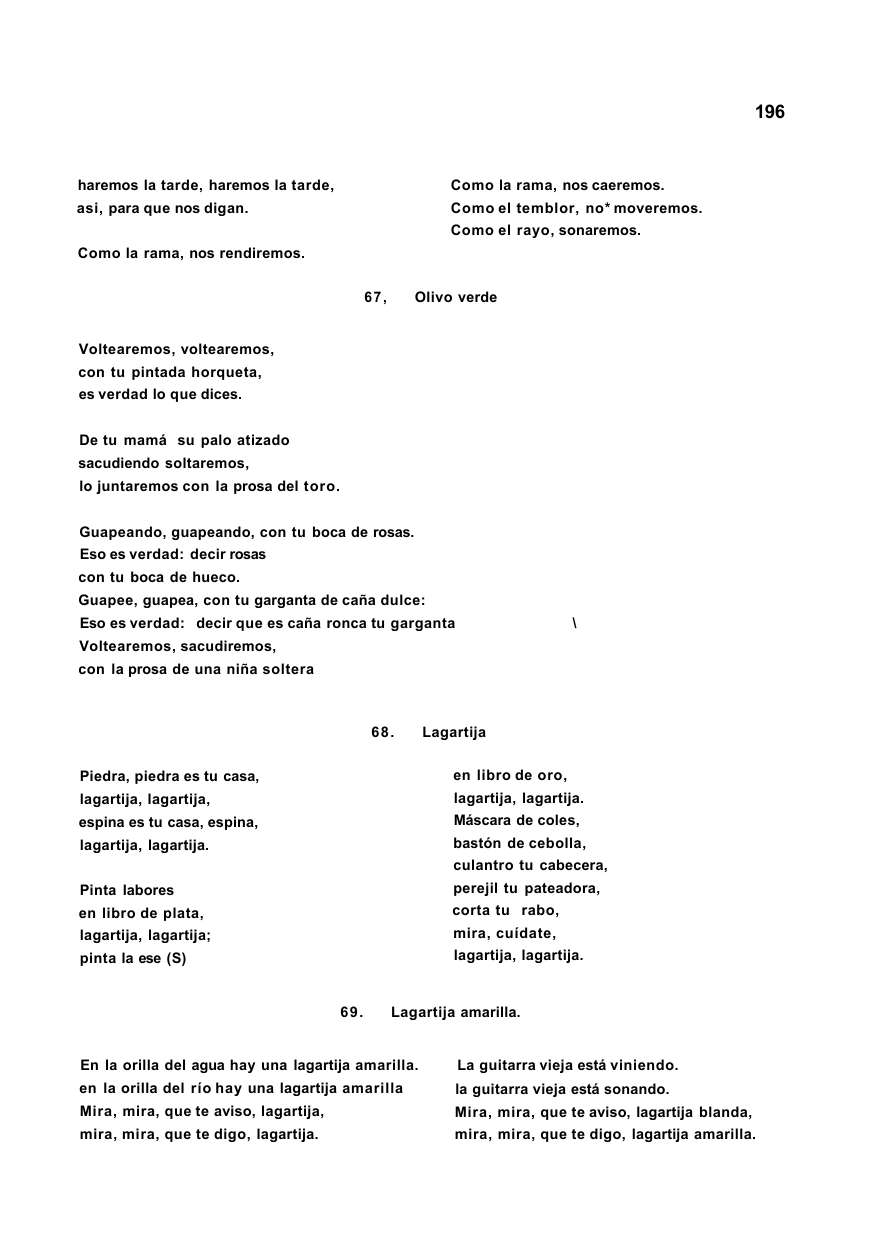 196
haremos la tarde, haremos la tarde,
asi, para que nos digan.
Como la rama, nos rendiremos.
Como la rama, nos caeremos.
Como el temblor, no* moveremos.
Como el rayo, sonaremos.
67, Olivo verde
Voltearemos, voltearemos,
con tu pintada horqueta,
es verdad lo que dices.
De tu mamá su palo atizado
sacudiendo soltaremos,
lo juntaremos con la prosa del toro.
Guapeando, guapeando, con tu boca de rosas.
Eso es verdad: decir rosas
con tu boca de hueco.
Guapee, guapea, con tu garganta de caña dulce:
Eso es verdad: decir que es caña ronca tu garganta \
Voltearemos, sacudiremos,
con la prosa de una niña soltera
68. Lagartija
Piedra, piedra es tu casa,
lagartija, lagartija,
espina es tu casa, espina,
lagartija, lagartija.
Pinta labores
en libro de plata,
lagartija, lagartija;
pinta la ese (S)
en libro de oro,
lagartija, lagartija.
Máscara de coles,
bastón de cebolla,
culantro tu cabecera,
perejil tu pateadora,
corta tu rabo,
mira, cuídate,
lagartija, lagartija.
69. Lagartija amarilla.
En la orilla del agua hay una lagartija amarilla.
en la orilla del río hay una lagartija amarilla
Mira, mira, que te aviso, lagartija,
mira, mira, que te digo, lagartija.
La guitarra vieja está viniendo.
la guitarra vieja está sonando.
Mira, mira, que te aviso, lagartija blanda,
mira, mira, que te digo, lagartija amarilla.